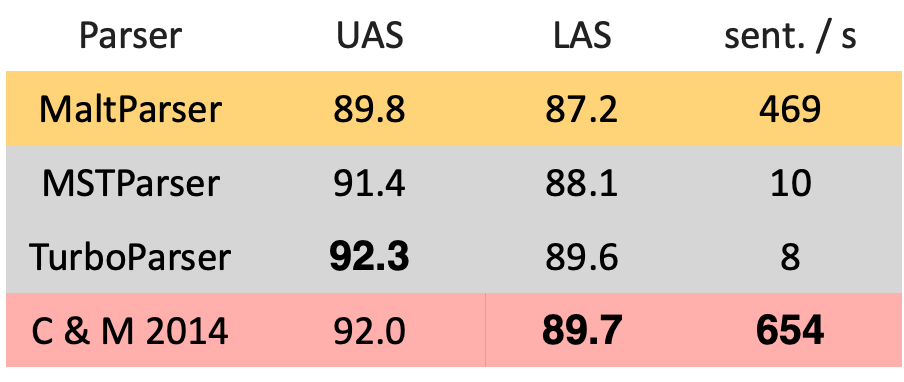 Parser UAS LAS sent. / s
MaltParser 89.8 87.2 469
MSTParser 91.4 88.1 10
TurboParser 92.3 89.6 8
C & M 2014 92.0 89.7 654